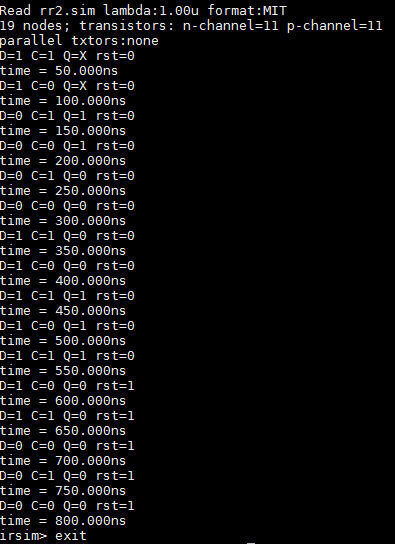 Read rr2.sim lambda:1.00u format:MIT
19 nodes; transistors: n-channel=11 p-channel=11
parallel txtors:none
D=1 C=1 Q=X rst=0
time = 50.000ns
D=1 C=0 Q=X rst=0
time = 100.000ns
D=0 C=1 Q=1 rst=0
time = 150.000ns
D=0 C=0 Q=1 rst=0
time = 200.000ns
D=0 C=1 Q=0 rst=0
time = 250.000ns
D=0 C=0 Q=0 rst=0
time = 300.000ns
D=1 C=1 Q=0 rst=0
time = 350.000ns
D=1 C=0 Q=0 rst=0
time = 400.000ns
D=1 C=1 Q=1 rst=0
time = 450.000ns
D=1 C=0 Q=1 rst=0
time = 500.000ns
D=1 C=1 Q=1 rst=0
time = 550.000ns
D=1 C=0 Q=0 rst=1
time = 600.000ns
D=1 C=1 Q=0 rst=1
time = 650.000ns
D=0 C=0 Q=0 rst=1
time = 700.000ns
D=0 C=1 Q=0 rst=1
time = 750.000ns
D=0 C=0 Q=0 rst=1
time = 800.000ns
irsim> exit